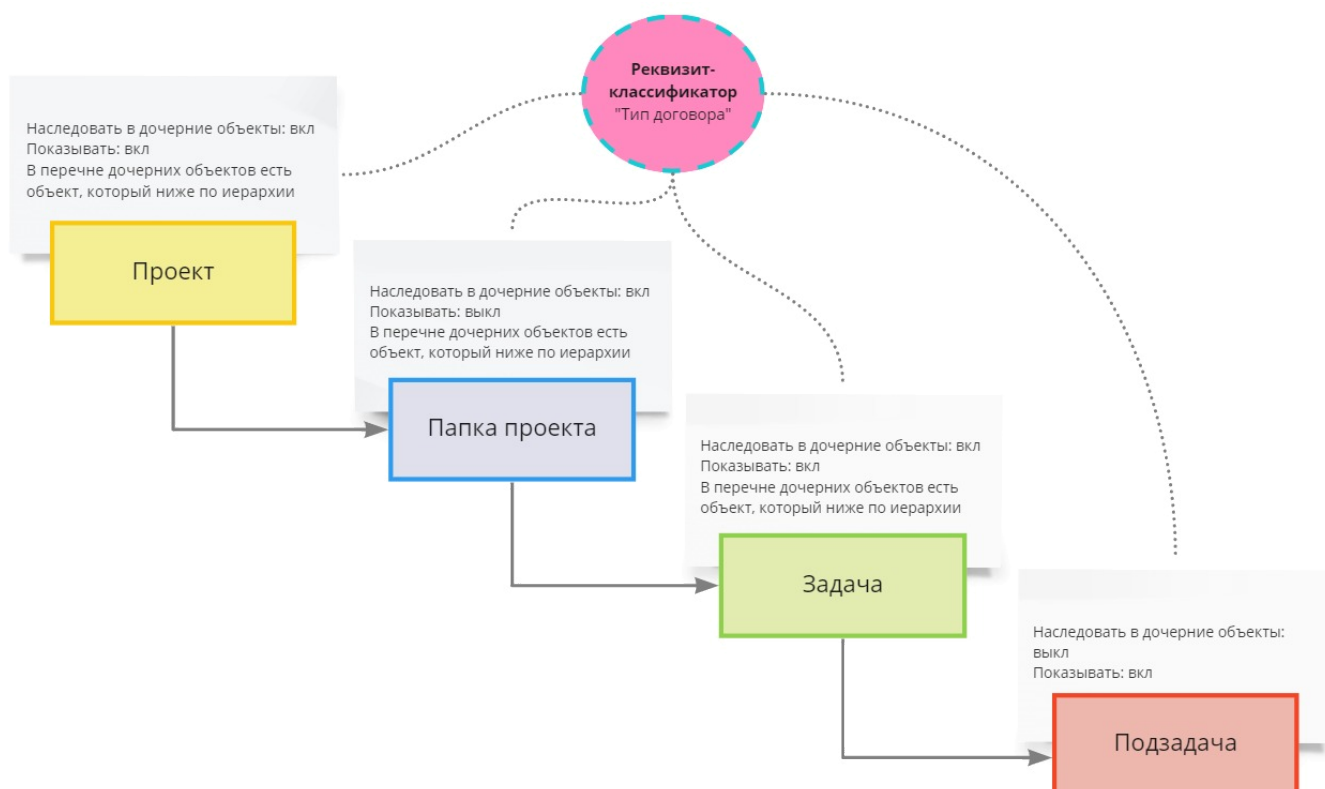 Реквизит-
классификатор
"Тип договора"
Наследовать в дочерние объекты: вкл
Показывать: вкл
В перечне дочерних объектов есть
объект, который ниже по иерархии
Проект
Наследовать в дочерние объекты: вкл
Показывать: выкл
В перечне дочерних объектов есть
объект, который ниже по иерархии
Папка проекта
Наследовать в дочерние объекты: вкл
Показывать: вкл
В перечне дочерних объектов есть
объект, который ниже по иерархии
Задача
Наследовать в дочерние объекты:
выкл
Показывать: вкл
Подзадача